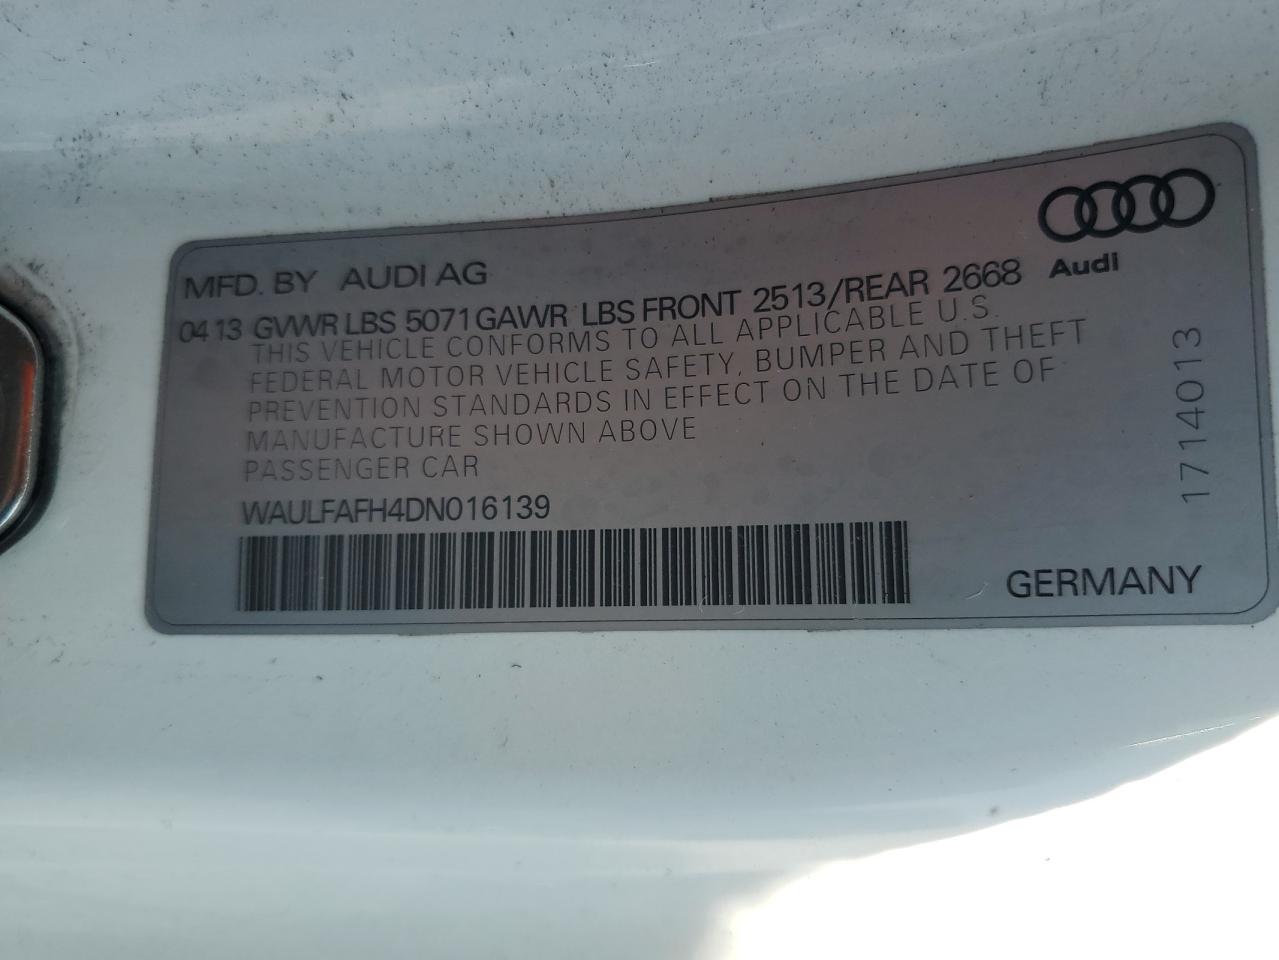 MFD. BY AUDI AG
04 13 GVWR LBS 5071 GAWR LBS FRONT 2513/REAR 2668
Audi
THIS VEHICLE CONFORMS TO ALL APPLICABLE U.S.
FEDERAL MOTOR VEHICLE SAFETY, BUMPER AND THEFT
PREVENTION STANDARDS IN EFFECT ON THE DATE OF
MANUFACTURE SHOWN ABOVE
PASSENGER CAR
WAULFAFH4DN016139
1714013
GERMANY